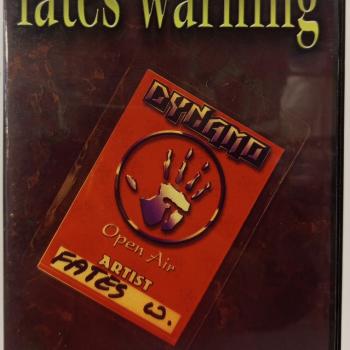 fates warning
DYNAMO
Open Air
ARTIST
FATES W.